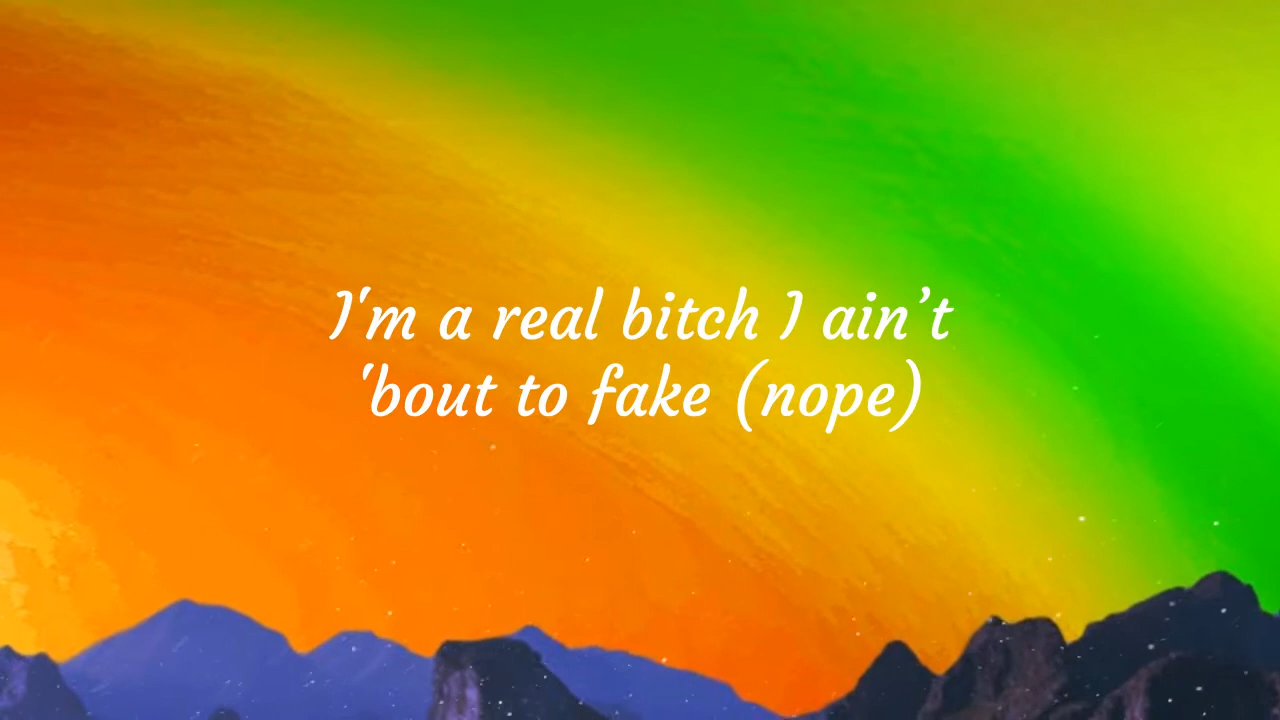 I'm a real bitch I ain’t
'bout to fake (nope)